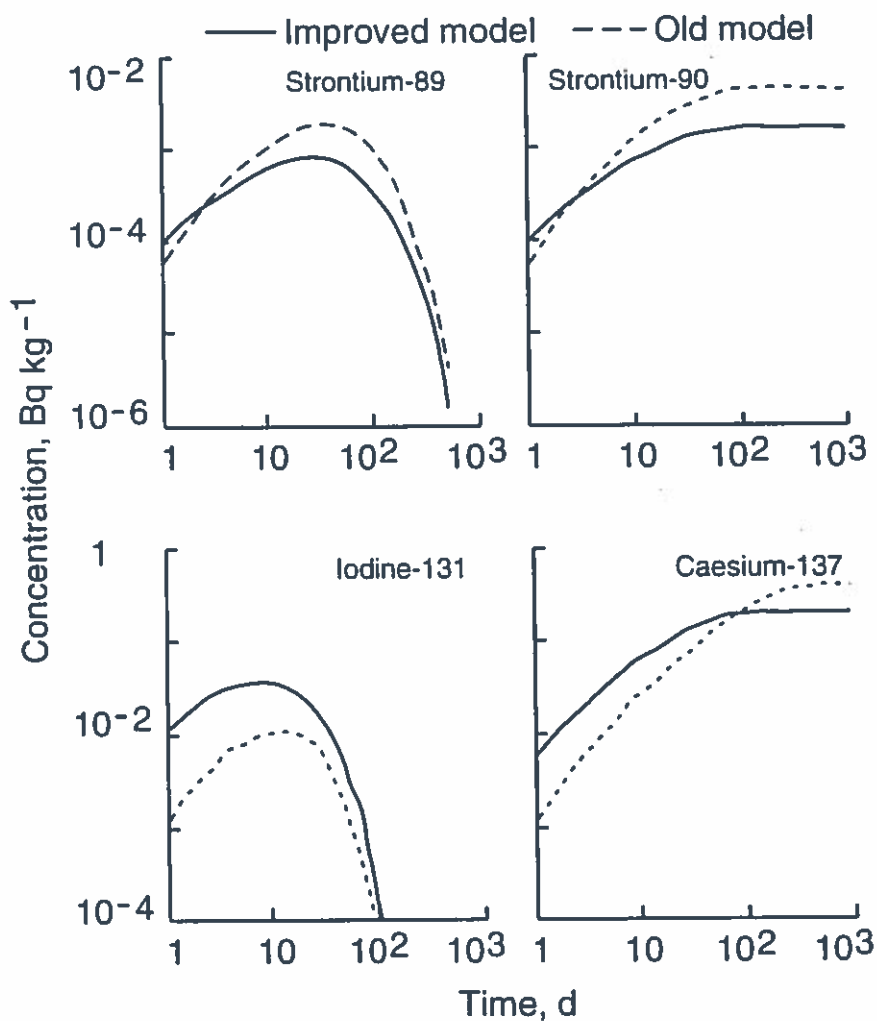 Improved model Old model
Strontium-89
Strontium-90
10⁻²
10⁻⁴
10⁻⁶
1 10 10² 10³
1 10 10² 10³
Concentration, Bq kg⁻¹
Iodine-131
Caesium-137
1
10⁻²
10⁻⁴
1 10 10² 10³
1 10 10² 10³
Time, d